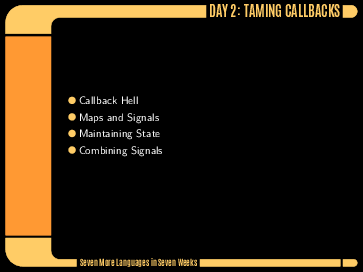 DAY 2: TAMING CALLBACKS
Callback Hell
Maps and Signals
Maintaining State
Combining Signals
Seven More Languages in Seven Weeks